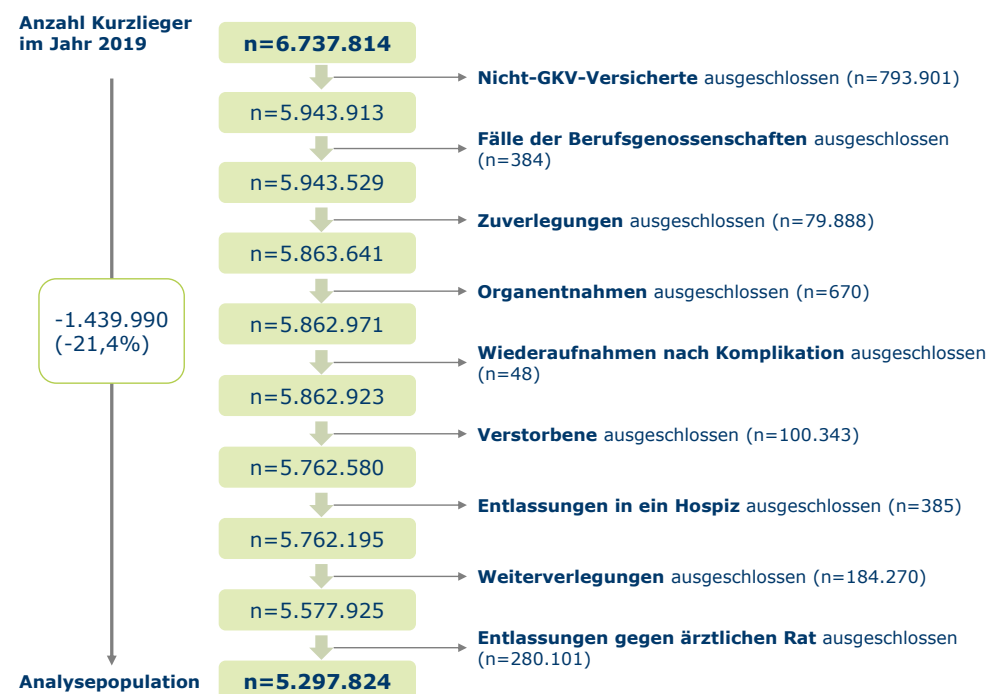 Anzahl Kurzlieger
im Jahr 2019
n=6.737.814
Nicht-GKV-Versicherte ausgeschlossen (n=793.901)
n=5.943.913
Fälle der Berufsgenossenschaften ausgeschlossen
(n=384)
n=5.943.529
Zuverlegungen ausgeschlossen (n=79.888)
n=5.863.641
Organentnahmen ausgeschlossen (n=670)
-1.439.990
(-21,4%)
n=5.862.971
Wiederaufnahmen nach Komplikation ausgeschlossen
(n=48)
n=5.862.923
Verstorbene ausgeschlossen (n=100.343)
n=5.762.580
Entlassungen in ein Hospiz ausgeschlossen (n=385)
n=5.762.195
Weiterverlegungen ausgeschlossen (n=184.270)
n=5.577.925
Entlassungen gegen ärztlichen Rat ausgeschlossen
(n=280.101)
Analysepopulation
n=5.297.824